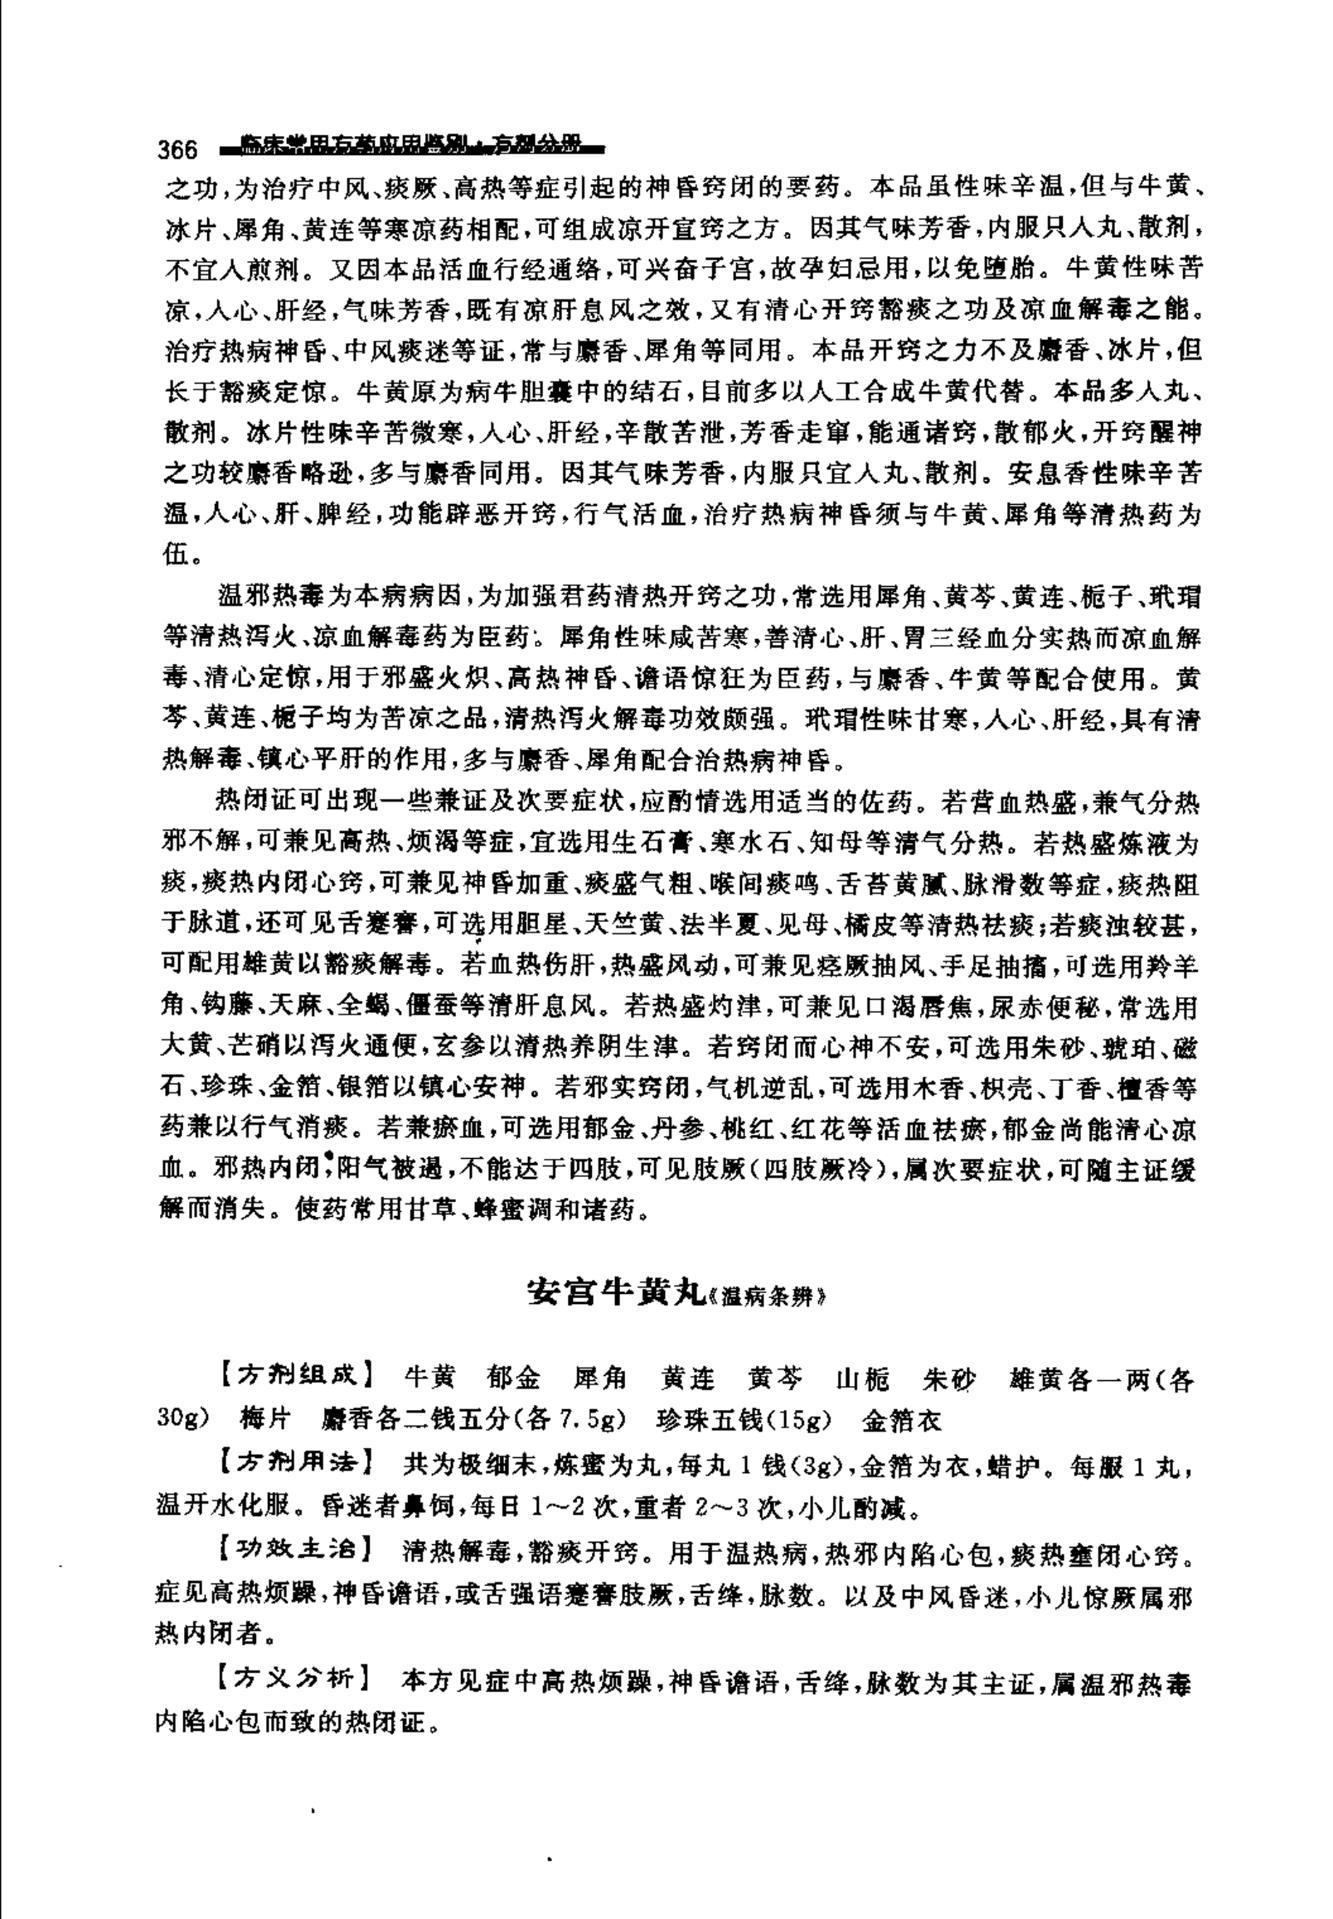 366 临床常用方药应用鉴别·方剂分册
之功,为治疗中风、痰厥、高热等症引起的神昏窍闭的要药。本品虽性味辛温,但与牛黄、
冰片、犀角、黄连等寒凉药相配,可组成凉开宣窍之方。因其气味芳香,内服只人丸、散剂,
不宜人煎剂。又因本品活血行经通络,可兴奋子宫,故孕妇忌用,以免堕胎。牛黄性味苦
凉,人心、肝经,气味芳香,既有凉肝息风之效,又有清心开窍豁痰之功及凉血解毒之能。
治疗热病神昏、中风痰迷等证,常与麝香、犀角等同用。本品开窍之力不及麝香、冰片,但
长于豁痰定惊。牛黄原为病牛胆囊中的结石,目前多以人工合成牛黄代替。本品多人丸、
散剂。冰片性味辛苦微寒,人心、肝经,辛散苦泄,芳香走窜,能通诸窍,散郁火,开窍醒神
之功较麝香略逊,多与麝香同用。因其气味芳香,内服只宜人丸、散剂。安息香性味辛苦
温,人心、肝、脾经,功能辟恶开窍,行气活血,治疗热病神昏须与牛黄、犀角等清热药为
伍。
温邪热毒为本病病因,为加强君药清热开窍之功,常选用犀角、黄芩、黄连、栀子、玳瑁
等清热泻火、凉血解毒药为臣药。犀角性味咸苦寒,善清心、肝、胃三经血分实热而凉血解
毒、清心定惊,用于邪盛火炽、高热神昏、谵语惊狂为臣药,与麝香、牛黄等配合使用。黄
芩、黄连、栀子均为苦凉之品,清热泻火解毒功效颇强。玳瑁性味甘寒,人心、肝经,具有清
热解毒、镇心平肝的作用,多与麝香、犀角配合治热病神昏。
热闭证可出现一些兼证及次要症状,应酌情选用适当的佐药。若营血热盛,兼气分热
邪不解,可兼见高热、烦渴等症,宜选用生石膏、寒水石、知母等清气分热。若热盛炼液为
痰,痰热内闭心窍,可兼见神昏加重、痰盛气粗、喉间痰鸣、舌苔黄腻、脉滑数等症,痰热阻
于脉道,还可见舌蹇謇,可选用胆星、天竺黄、法半夏、见母、橘皮等清热祛痰;若痰浊较甚,
可配用雄黄以豁痰解毒。若血热伤肝,热盛风动,可兼见痉厥抽风、手足抽搐,可选用羚羊
角、钩藤、天麻、全蝎、僵蚕等清肝息风。若热盛灼津,可兼见口渴唇焦,尿赤便秘,常选用
大黄、芒硝以泻火通便,玄参以清热养阴生津。若窍闭而心神不安,可选用朱砂、琥珀、磁
石、珍珠、金箔、银箔以镇心安神。若邪实窍闭,气机逆乱,可选用木香、枳壳、丁香、檀香等
药兼以行气消痰。若兼瘀血,可选用郁金、丹参、桃红、红花等活血祛瘀,郁金尚能清心凉
血。邪热内闭,阳气被遏,不能达于四肢,可见肢厥(四肢厥冷),属次要症状,可随主证缓
解而消失。使药常用甘草、蜂蜜调和诸药。
安宫牛黄丸《温病条辨》
【方剂组成】 牛黄 郁金 犀角 黄连 黄芩 山栀 朱砂 雄黄各一两(各
30g) 梅片 麝香各二钱五分(各7.5g) 珍珠五钱(15g) 金箔衣
【方剂用法】 共为极细末,炼蜜为丸,每丸1钱(3g),金箔为衣,蜡护。每服1丸,
温开水化服。昏迷者鼻饲,每日1～2次,重者2～3次,小儿酌减。
【功效主治】 清热解毒,豁痰开窍。用于温热病,热邪内陷心包,痰热壅闭心窍。
症见高热烦躁,神昏谵语,或舌强语蹇謇肢厥,舌绛,脉数。以及中风昏迷,小儿惊厥属邪
热内闭者。
【方义分析】 本方见症中高热烦躁,神昏谵语,舌绛,脉数为其主证,属温邪热毒
内陷心包而致的热闭证。